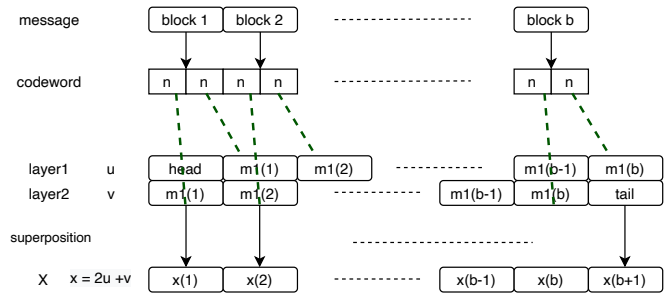 message block 1 block 2 block b
codeword n n n n n n
layer1 u head m1(1) m1(2) m1(b-1) m1(b)
layer2 v m1(1) m1(2) m1(b-1) m1(b) tail
superposition
X x = 2u +v x(1) x(2) x(b-1) x(b) x(b+1)